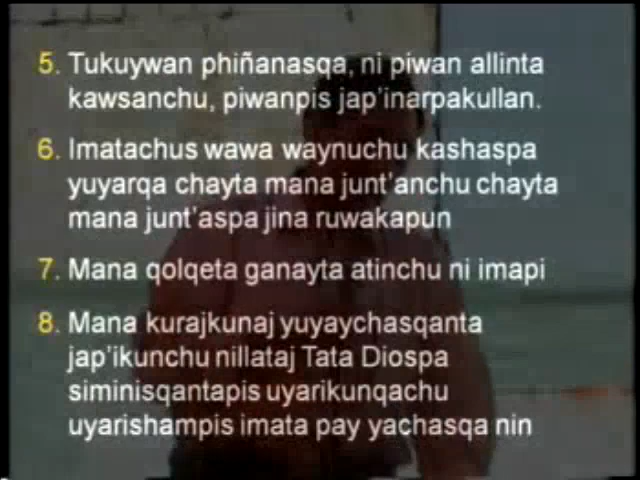 5. Tukuywan phiñanasqa, ni piwan allinta
kawsanchu, piwanpis jap'inarpakullan.
6. Imatachus wawa waynuchu kashaspa
yuyarqa chayta mana junt'anchu chayta
mana junt'aspa jina ruwakapun
7. Mana qolqeta ganayta atinchu ni imapi
8. Mana kurajkunaj yuyaychasqanta
jap'ikunchu nillataj Tata Diospa
siminisqantapis uyarikunqachu
uyarishampis imata pay yachasqa nin